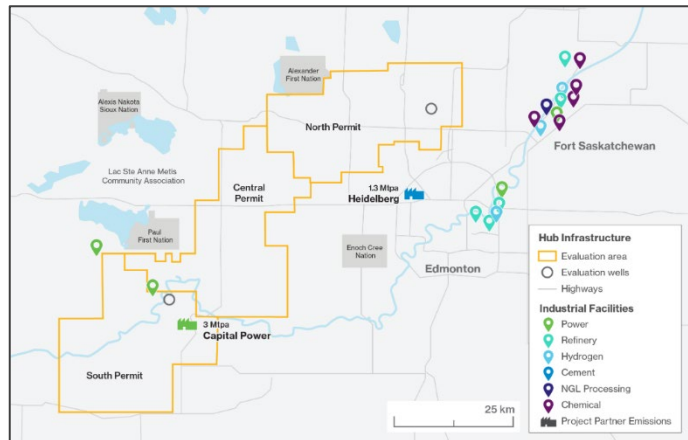 Alexander
First Nation
Alexis Nakota
Sioux Nation
North Permit
Fort Saskatchewan
Lac Ste Anne Metis
Community Association
Central
Permit
1.3 Mtpa
Heidelberg
Paul
First Nation
Enoch Cree
Nation
Edmonton
3 Mtpa
Capital Power
South Permit
25 km
Hub Infrastructure
Evaluation area
Evaluation wells
Highways
Industrial Facilities
Power
Refinery
Hydrogen
Cement
NGL Processing
Chemical
Project Partner Emissions